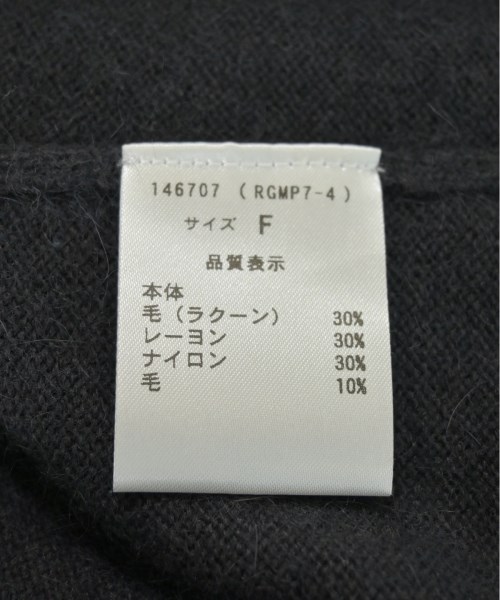 146707 (RGMP7-4)
サイズ F
品質表示
本体
毛(ラクーン) 30%
レーヨン 30%
ナイロン 30%
毛 10%